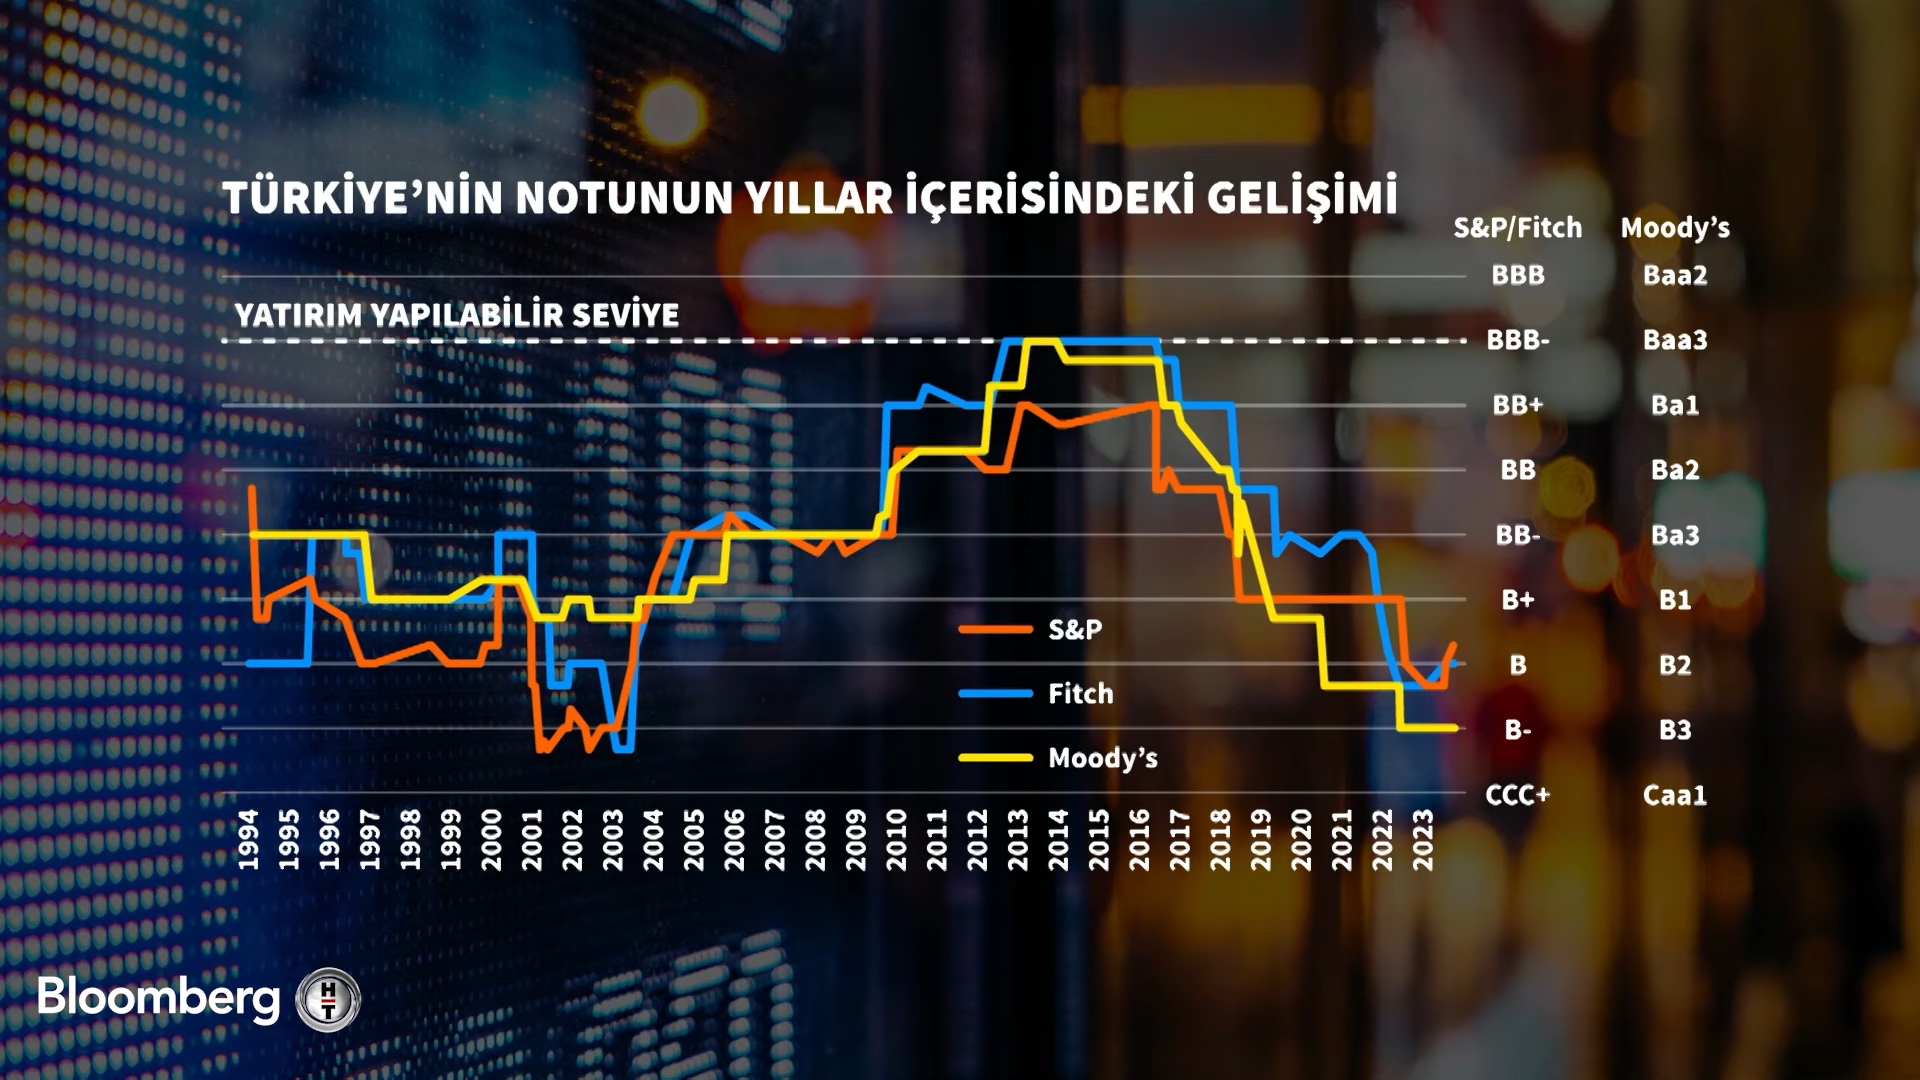 TÜRKİYE’NİN NOTUNUN YILLAR İÇERİSİNDEKİ GELİŞİMİ
S&P/Fitch Moody’s
BBB Baa2
YATIRIM YAPILABİLİR SEVİYE
BBB- Baa3
BB+ Ba1
BB Ba2
BB- Ba3
B+ B1
S&P
B B2
Fitch
B- B3
Moody’s
CCC+ Caa1
1994 1995 1996 1997 1998 1999 2000 2001 2002 2003 2004 2005 2006 2007 2008 2009 2010 2011 2012 2013 2014 2015 2016 2017 2018 2019 2020 2021 2022 2023
Bloomberg HT